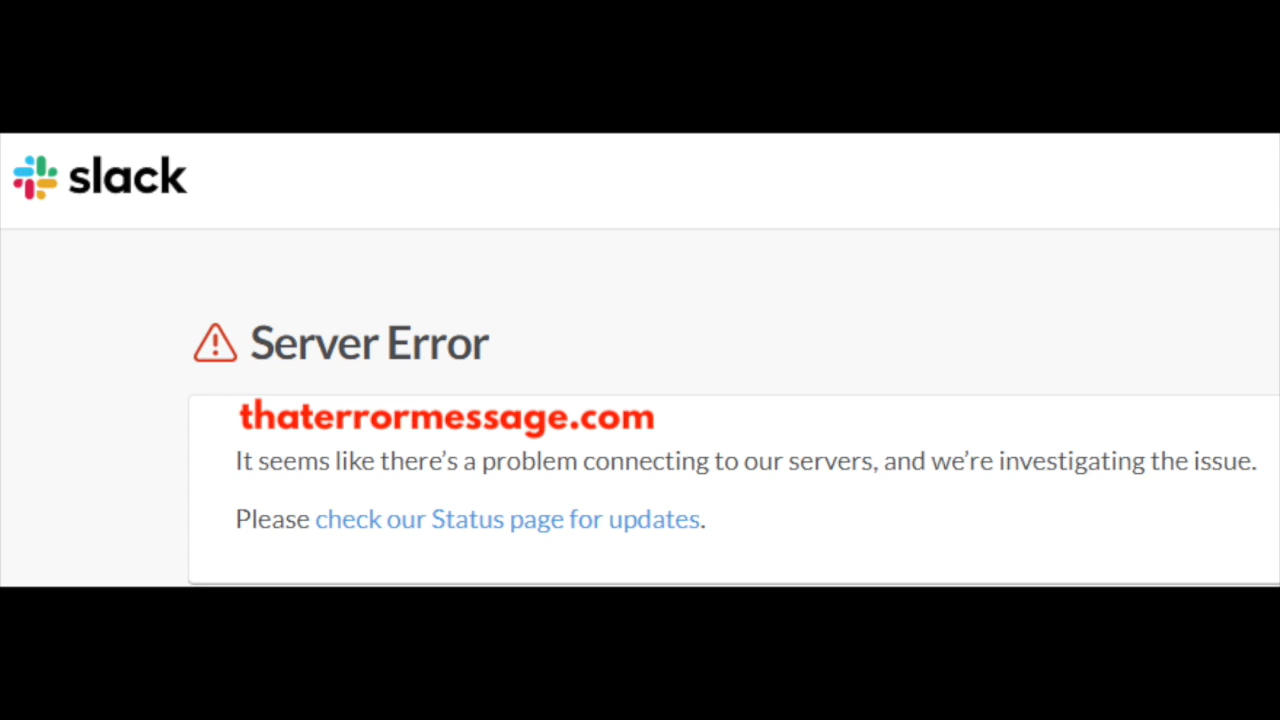 slack
Server Error
thaterrormessage.com
It seems like there's a problem connecting to our servers, and we're investigating the issue.
Please check our Status page for updates.